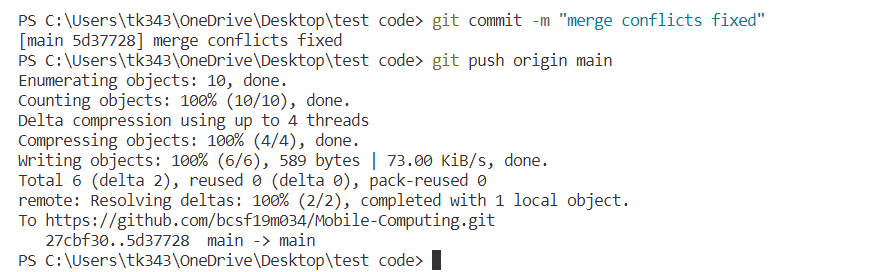 PS C:\Users\tk343\OneDrive\Desktop\test code> git commit -m "merge conflicts fixed"
[main 5d37728] merge conflicts fixed
PS C:\Users\tk343\OneDrive\Desktop\test code> git push origin main
Enumerating objects: 10, done.
Counting objects: 100% (10/10), done.
Delta compression using up to 4 threads
Compressing objects: 100% (4/4), done.
Writing objects: 100% (6/6), 589 bytes | 73.00 KiB/s, done.
Total 6 (delta 2), reused 0 (delta 0), pack-reused 0
remote: Resolving deltas: 100% (2/2), completed with 1 local object.
To https://github.com/bcsf19m034/Mobile-Computing.git
   27cbf30..5d37728  main -> main
PS C:\Users\tk343\OneDrive\Desktop\test code>